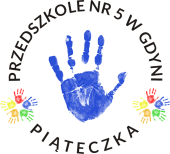 PRZEDSZKOLE NR 5 W GDYNI
PIĄTECZKA